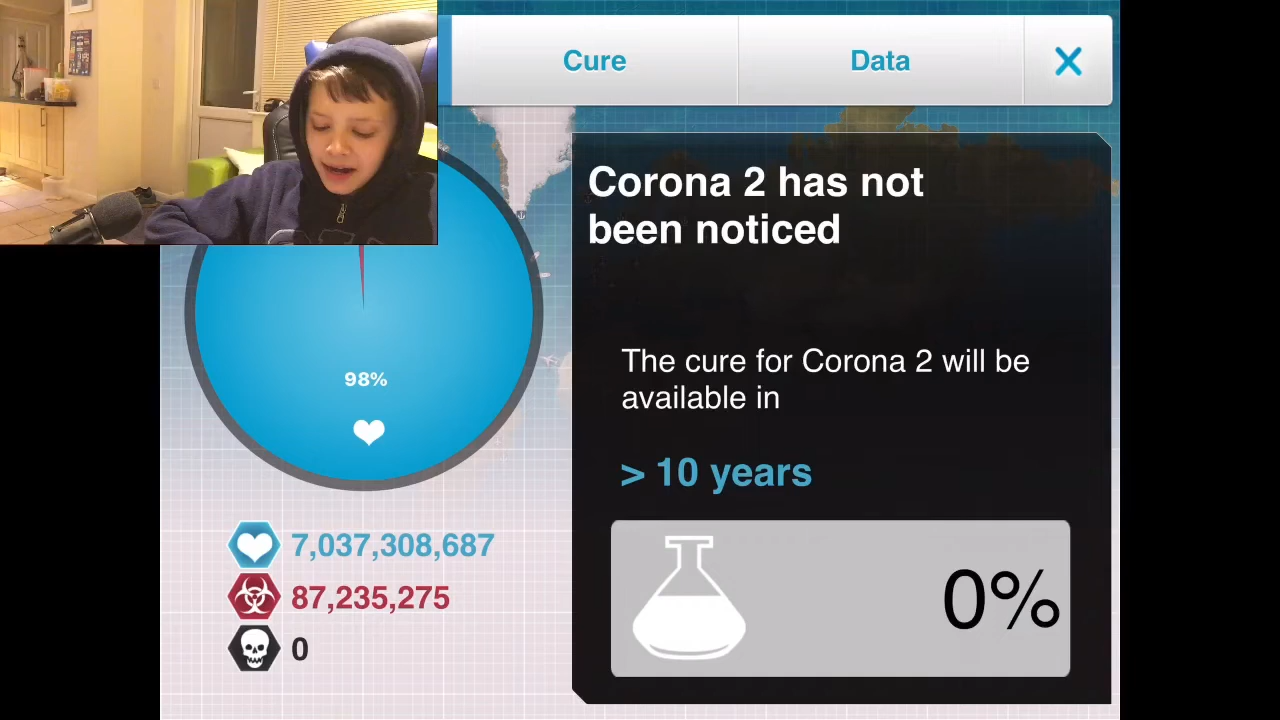 Cure
Data
Corona 2 has not
been noticed
98%
The cure for Corona 2 will be
available in
> 10 years
7,037,308,687
87,235,275
0
0%